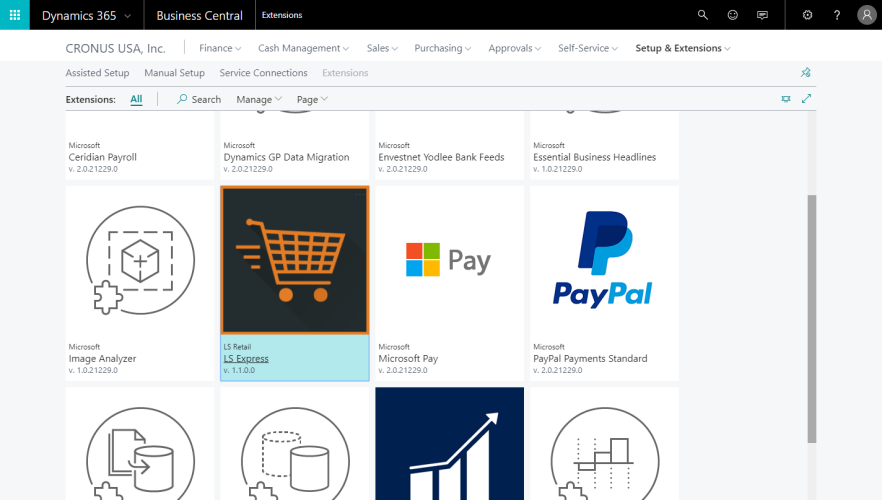 Dynamics 365 Business Central Extensions ?
CRONUS USA, Inc. Finance Cash Management Sales Purchasing Approvals Self-Service Setup & Extensions
Assisted Setup Manual Setup Service Connections Extensions
Extensions: All Search Manage Page
Microsoft
Ceridian Payroll
v. 2.0.21229.0
Microsoft
Dynamics GP Data Migration
v. 2.0.21229.0
Microsoft
Envestnet Yodlee Bank Feeds
v. 2.0.21229.0
Microsoft
Essential Business Headlines
v. 1.0.21229.0
Microsoft
Image Analyzer
v. 1.0.21229.0
LS Retail
LS Express
v. 1.1.0.0
Pay
Microsoft
Microsoft Pay
v. 2.0.21229.0
PayPal
Microsoft
PayPal Payments Standard
v. 2.0.21229.0